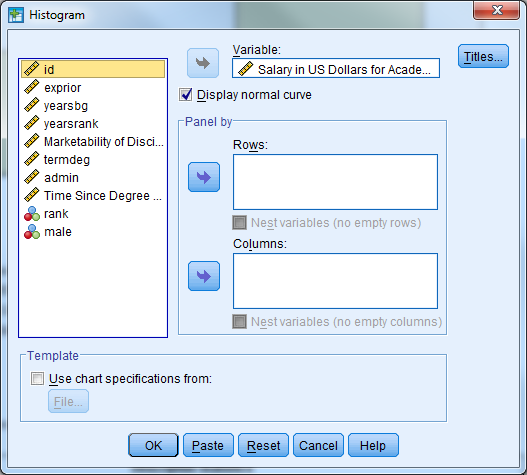 Histogram
id
exprior
yearsbg
yearsrank
Marketability of Disci...
termdeg
admin
Time Since Degree ...
rank
male
Variable:
Salary in US Dollars for Acade...
Titles...
Display normal curve
Panel by
Rows:
Nest variables (no empty rows)
Columns:
Nest variables (no empty columns)
Template
Use chart specifications from:
File...
OK
Paste
Reset
Cancel
Help